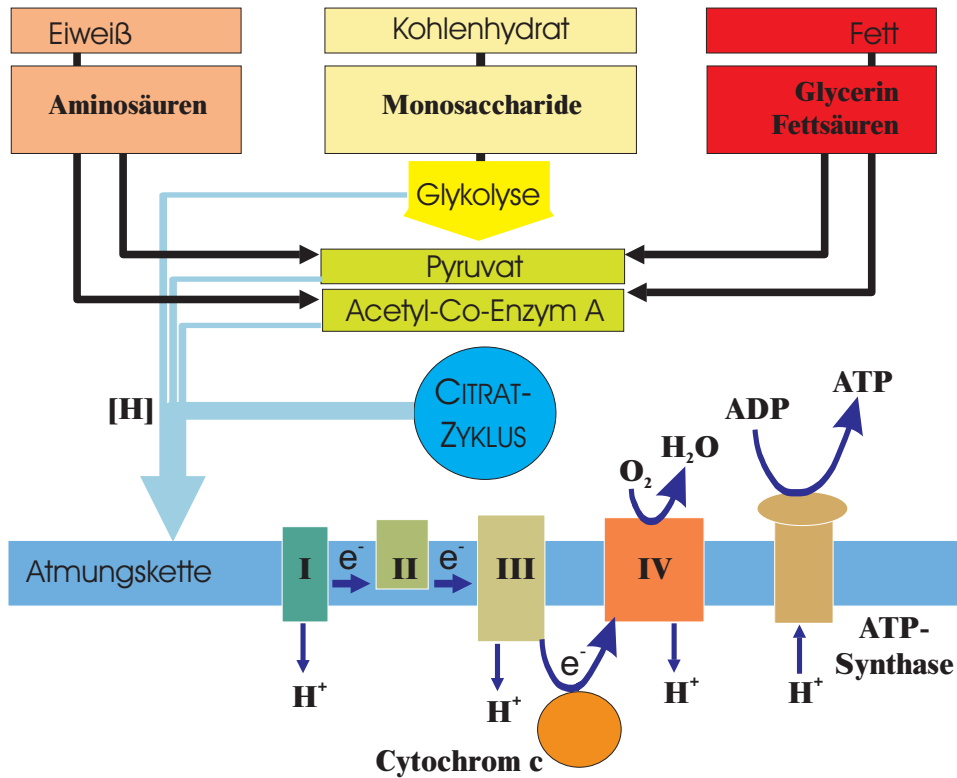 Eiweiß
Kohlenhydrat
Fett
Aminosäuren
Monosaccharide
Glycerin
Fettsäuren
Glykolyse
Pyruvat
Acetyl-Co-Enzym A
[H]
CITRAT-
ZYKLUS
ADP
ATP
O₂
H₂O
Atmungskette
I
e⁻
II
e⁻
III
IV
e⁻
ATP-
Synthase
H⁺
H⁺
H⁺
H⁺
Cytochrom c